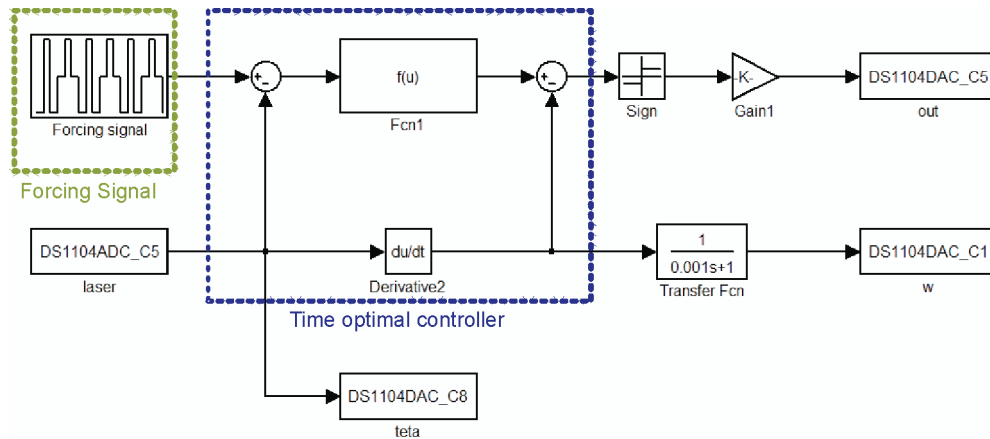 f(u)
-K-
DS1104DAC_C5
Forcing signal
Fcn1
Sign
Gain1
out
Forcing Signal
DS1104ADC_C5
du/dt
1
0.001s+1
DS1104DAC_C1
laser
Derivative2
Transfer Fcn
w
Time optimal controller
DS1104DAC_C8
teta